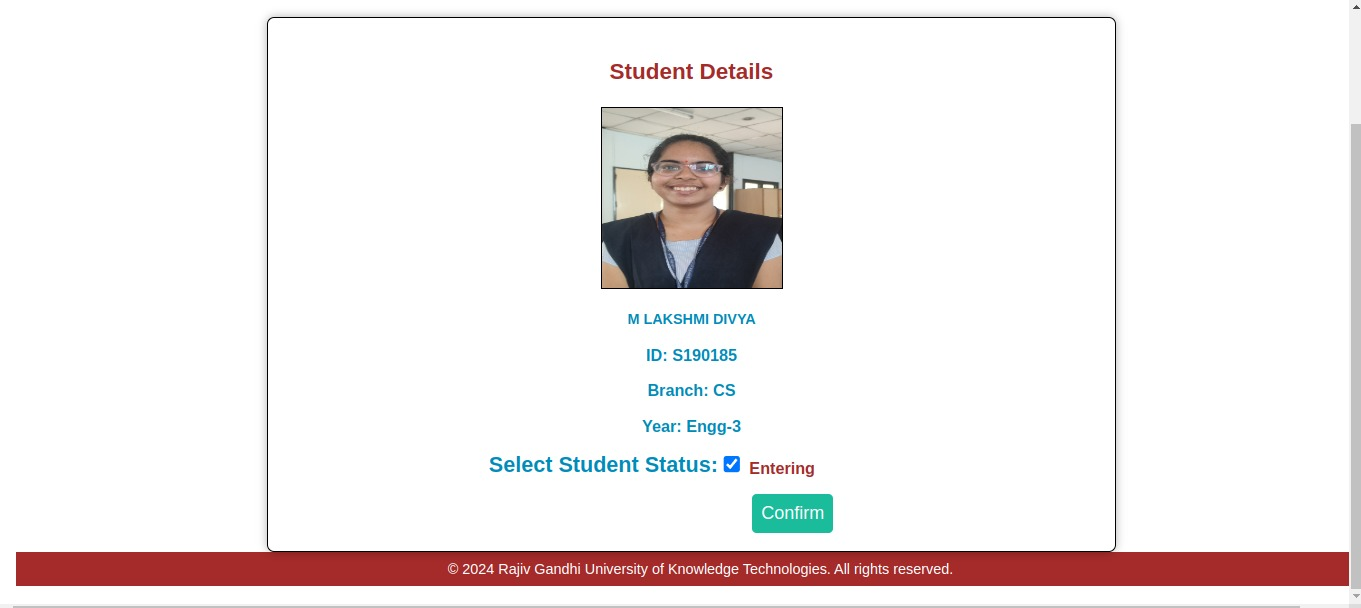 Student Details
M LAKSHMI DIVYA
ID: S190185
Branch: CS
Year: Engg-3
Select Student Status: Entering
Confirm
© 2024 Rajiv Gandhi University of Knowledge Technologies. All rights reserved.